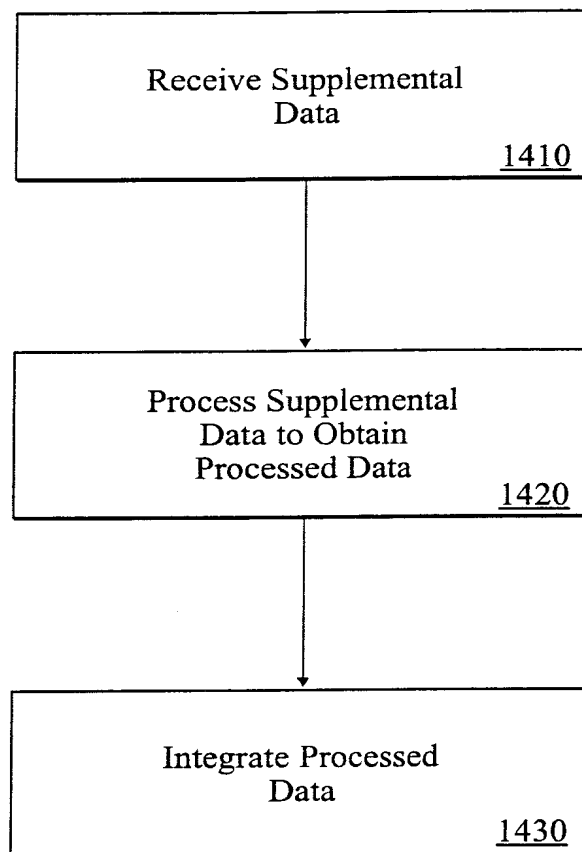 Receive Supplemental
Data
1410
Process Supplemental
Data to Obtain
Processed Data
1420
Integrate Processed
Data
1430